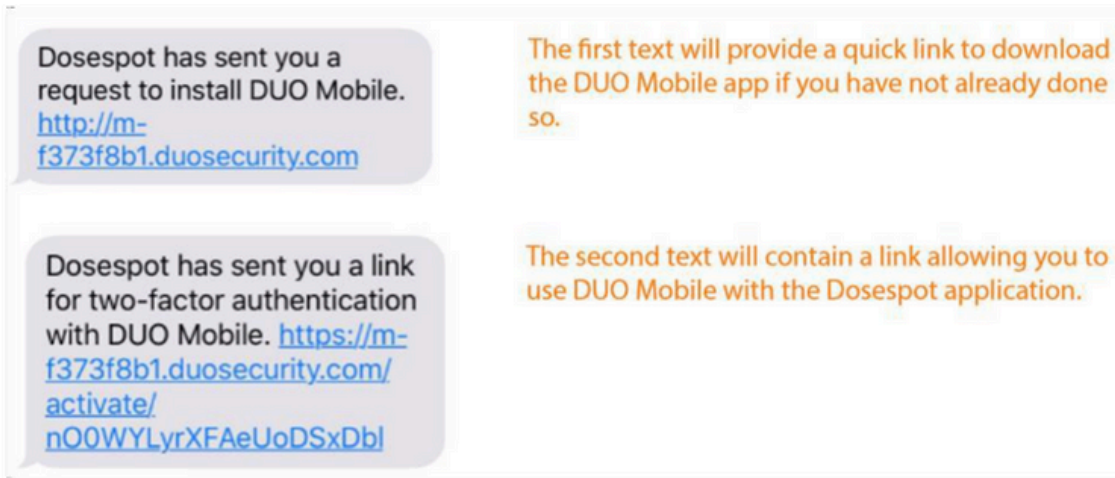 Dosespot has sent you a
request to install DUO Mobile.
http://m-
f373f8b1.duosecurity.com
The first text will provide a quick link to download
the DUO Mobile app if you have not already done
so.
Dosespot has sent you a link
for two-factor authentication
with DUO Mobile. https://m-
f373f8b1.duosecurity.com/
activate/
nO0WYLyrXFAeUoDSxDbl
The second text will contain a link allowing you to
use DUO Mobile with the Dosespot application.